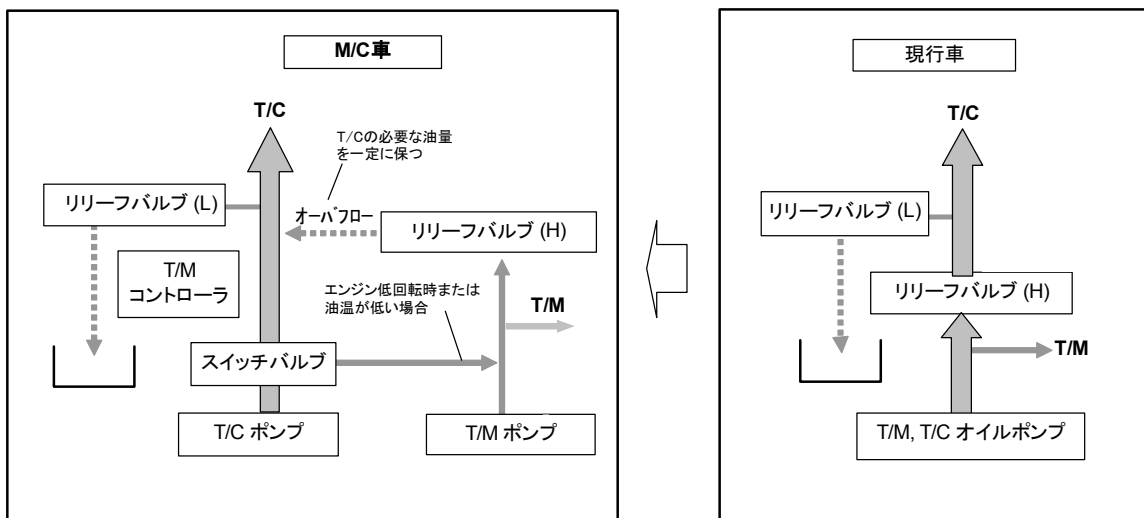 M/C車
T/C
T/Cの必要な油量
を一定に保つ
リリーフバルブ (L)
オーバフロー
リリーフバルブ (H)
T/M
コントローラ
エンジン低回転時または
油温が低い場合
T/M
スイッチバルブ
T/C ポンプ
T/M ポンプ
現行車
T/C
リリーフバルブ (L)
リリーフバルブ (H)
T/M
T/M, T/C オイルポンプ